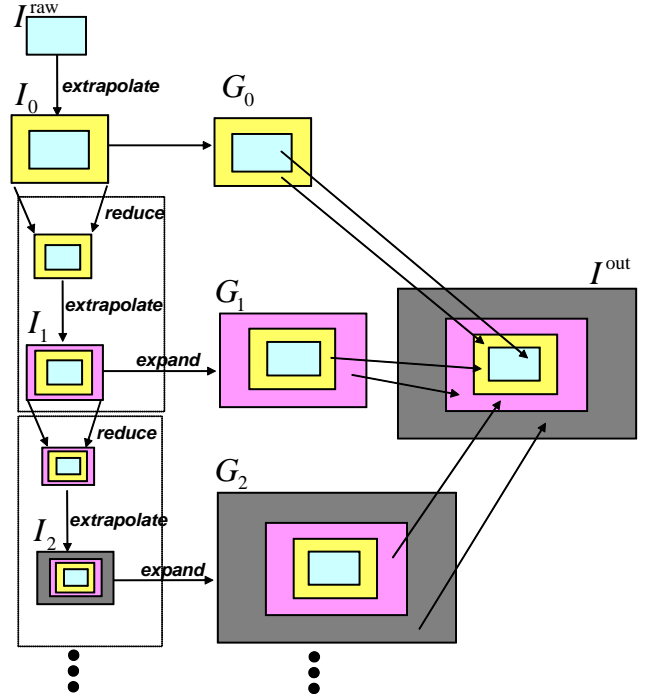 I^raw
extrapolate
I_0
G_0
reduce
extrapolate
I_1
expand
G_1
I^out
reduce
extrapolate
I_2
expand
G_2